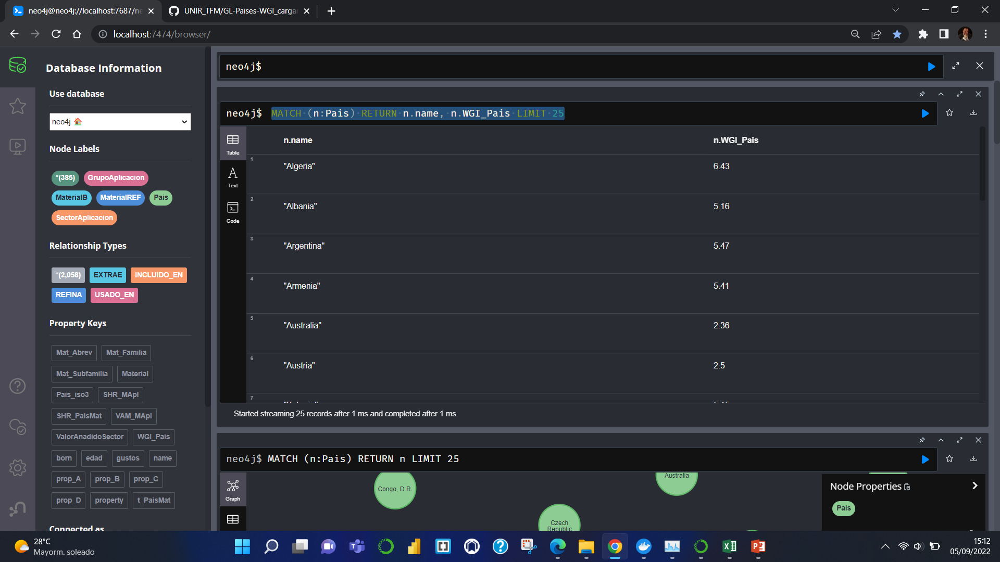 neo4j@neo4j://localhost:7687/ne
UNIR_TFM/GL-Paises-WGI_carga
localhost:7474/browser/
Database Information
Use database
neo4j
Node Labels
*(385)
GrupoAplicacion
MaterialB
MaterialREF
Pais
SectorAplicacion
Relationship Types
*(2,058)
EXTRAE
INCLUIDO_EN
REFINA
USADO_EN
Property Keys
Mat_Abrev
Mat_Familia
Mat_Subfamilia
Material
Pais_iso3
SHR_MApl
SHR_PaisMat
VAM_MApl
ValorAnadidoSector
WGI_Pais
born
edad
gustos
name
prop_A
prop_B
prop_C
prop_D
property
t_PaisMat
Connected as
neo4j$
neo4j$ MATCH (n:Pais) RETURN n.name, n.WGI_Pais LIMIT 25
Table
Text
Code
n.name n.WGI_Pais
1 "Algeria" 6.43
2 "Albania" 5.16
3 "Argentina" 5.47
4 "Armenia" 5.41
5 "Australia" 2.36
6 "Austria" 2.5
7
Started streaming 25 records after 1 ms and completed after 1 ms.
neo4j$ MATCH (n:Pais) RETURN n LIMIT 25
Graph
Congo, D.R.
Australia
Czech
Republic
Node Properties
Pais
28°C
Mayorm. soleado
15:12
05/09/2022